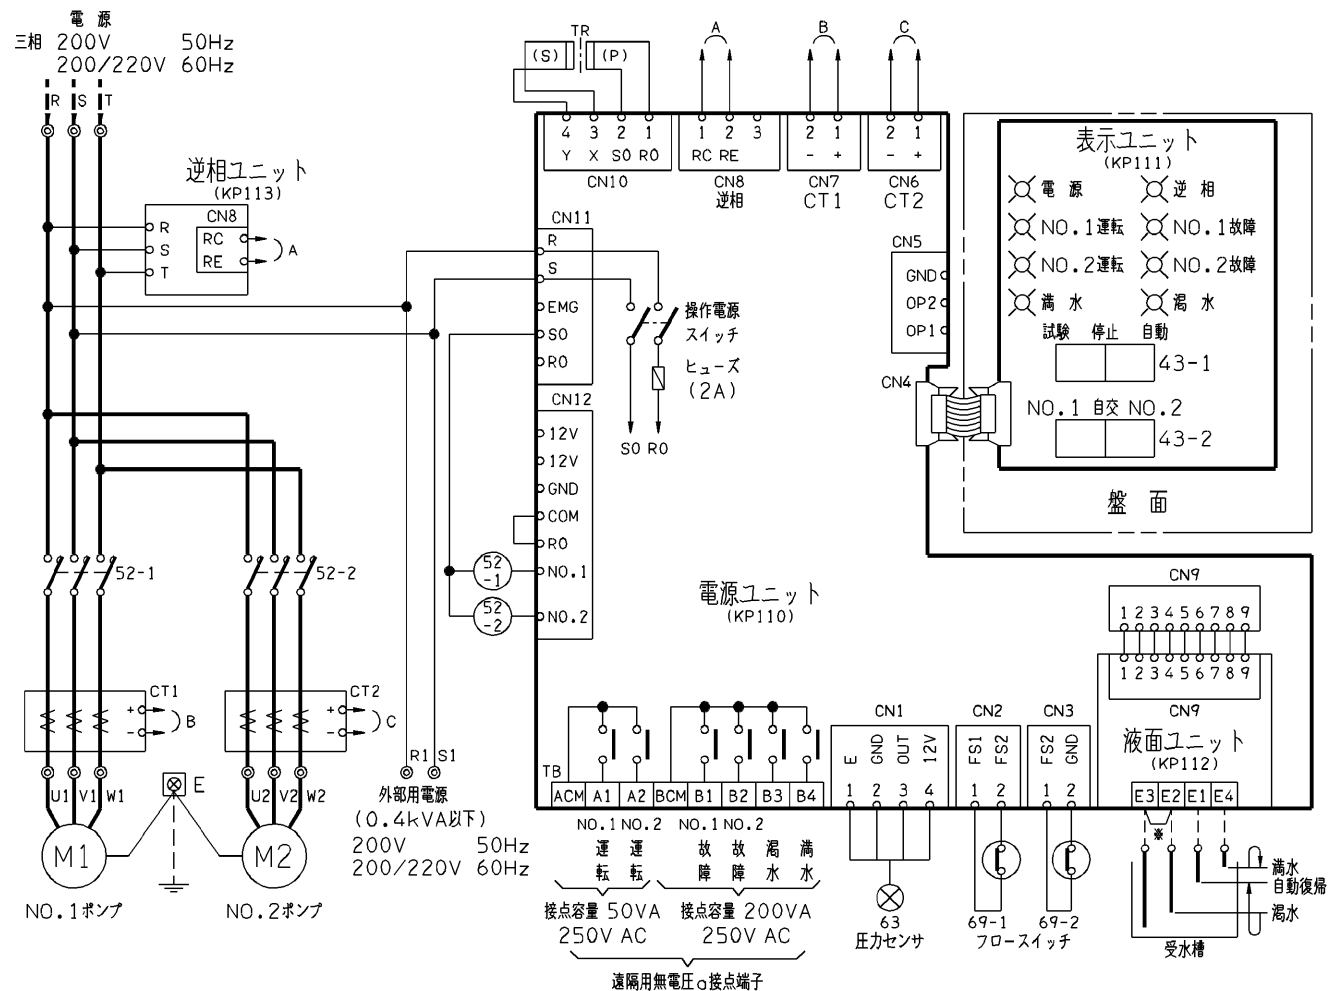 電 源
三相 200V 50Hz
200/220V 60Hz
R S T
逆相ユニット
(KP113)
CN8
R RC
S RE A
T
TR
(S) (P)
A B C
4 3 2 1
Y X SO RO
CN10
1 2 3
RC RE
CN8
逆相
2 1
- +
CN7
CT1
2 1
- +
CN6
CT2
表示ユニット
(KP111)
電 源 逆 相
NO.1運転 NO.1故障
NO.2運転 NO.2故障
満 水 渇 水
試験 停止 自動
43-1
NO.1 自交 NO.2
43-2
盤 面
CN5
GND
OP2
OP1
CN4
CN11
R
S
EMG
SO
RO
操作電源
スイッチ
ヒューズ
(2A)
SO RO
CN12
12V
12V
GND
COM
RO
NO.1
NO.2
52
-1
52
-2
電源ユニット
(KP110)
52-1 52-2
CT1 CT2
+ + 
- B - C
U1 V1 W1 E U2 V2 W2
M1 M2
NO.1ポンプ NO.2ポンプ
R1 S1
外部用電源
(0.4kVA以下)
200V 50Hz
200/220V 60Hz
TB
ACM A1 A2 BCM B1 B2 B3 B4
NO.1 NO.2 NO.1 NO.2
運転 運転 故障 故障 渇水 満水
接点容量 50VA 接点容量 200VA
250V AC 250V AC
遠隔用無電圧a接点端子
CN1
E GND OUT 12V
1 2 3 4
63
圧力センサ
CN2
FS1 FS2
1 2
69-1
CN3
FS2 GND
1 2
69-2
フロースイッチ
CN9
1 2 3 4 5 6 7 8 9
1 2 3 4 5 6 7 8 9
CN9
液面ユニット
(KP112)
E3 E2 E1 E4
※
満水
自動復帰
渇水
受水槽